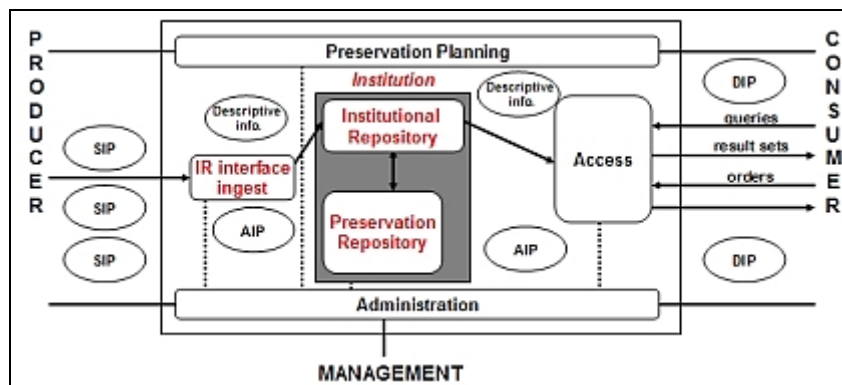 PRODUCER
Preservation Planning
CONSUMER
Institution
DIP
Descriptive
info.
Descriptive
info.
Institutional
Repository
queries
SIP
Access
result sets
IR interface
ingest
orders
SIP
Preservation
Repository
AIP
AIP
SIP
DIP
Administration
MANAGEMENT